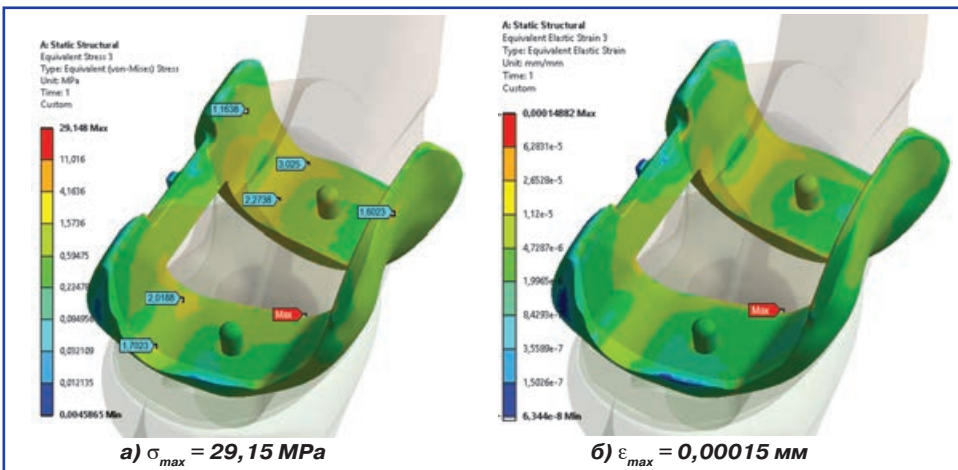 A: Static Structural
Equivalent Stress 3
Type: Equivalent (von-Mises) Stress
Unit: MPa
Time: 1
Custom
29,148 Max
11,016
4,1636
1,5736
0,59475
0,22478
0,084956
0,032109
0,012135
0,0045865 Min
1.1638
3.025
2.2738
1.6023
2.0188
Max
1.7023
а) σmax = 29,15 MPa
A: Static Structural
Equivalent Elastic Strain 3
Type: Equivalent Elastic Strain
Unit: mm/mm
Time: 1
Custom
0,00014882 Max
6,2831e-5
2,6528e-5
1,12e-5
4,7287e-6
1,9965
8,4293
3,5589e-7
1,5026e-7
6,344e-8 Min
Max
б) εmax = 0,00015 мм